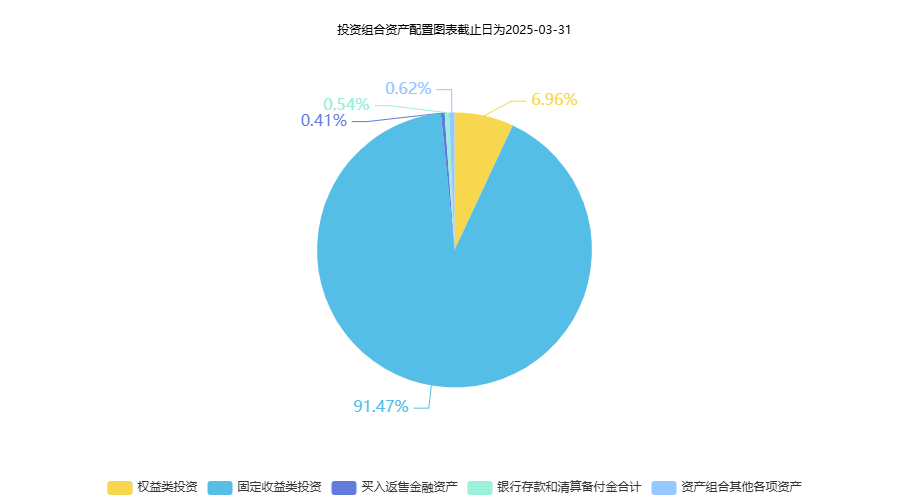 投资组合资产配置图表截止日为2025-03-31
0.62%
6.96%
0.54%
0.41%
91.47%
权益类投资 固定收益类投资 买入返售金融资产 银行存款和清算备付金合计 资产组合其他各项资产